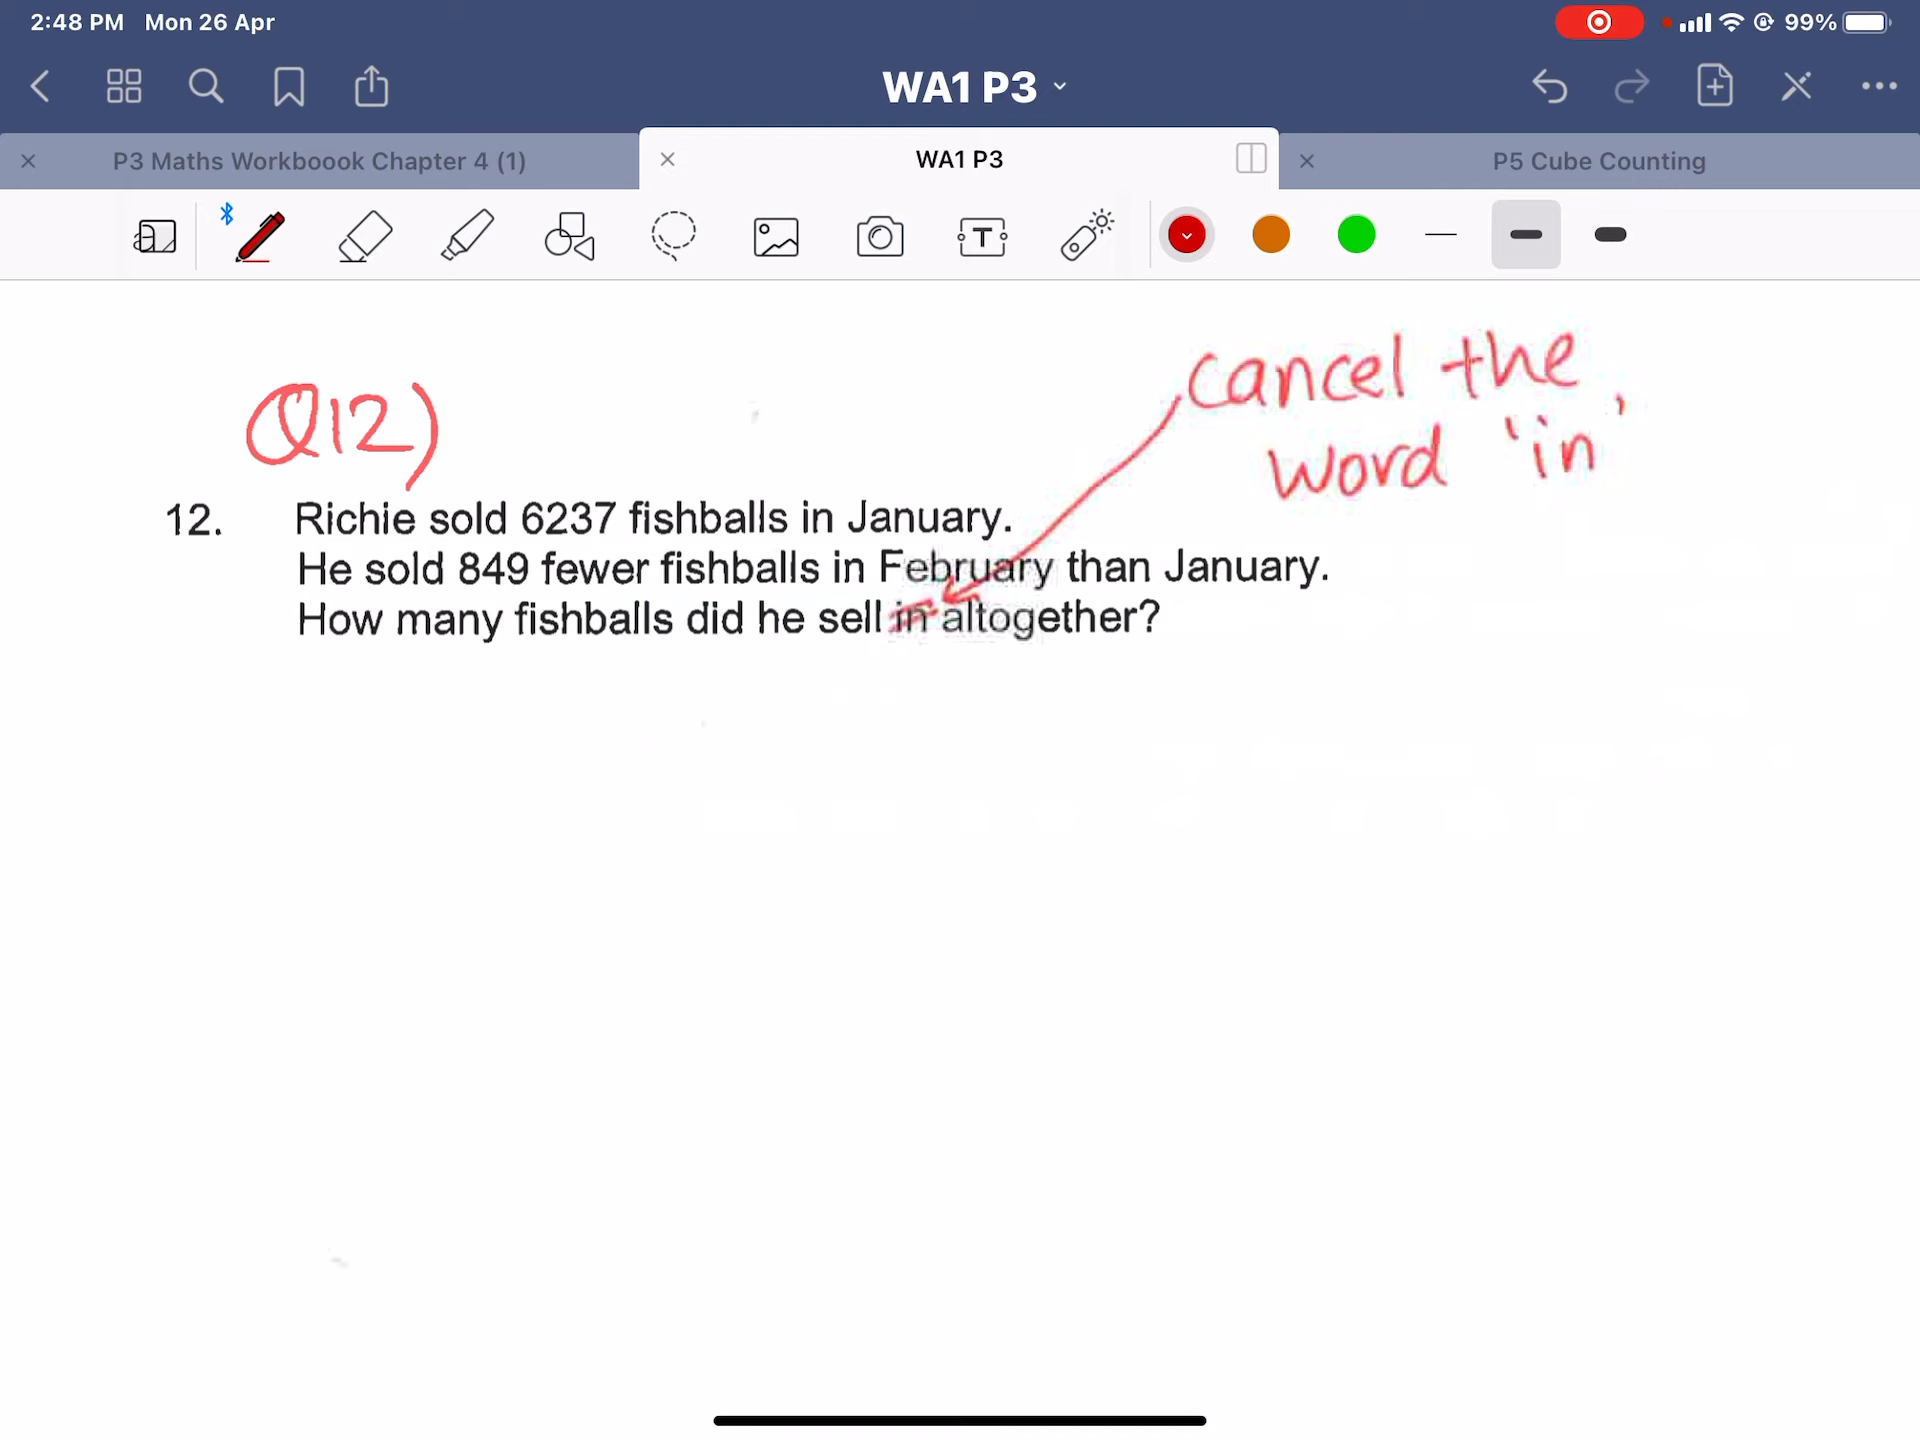 2:48 PM Mon 26 Apr
99%
WA1 P3
P3 Maths Workboook Chapter 4 (1)
WA1 P3
P5 Cube Counting
cancel the
word 'in'
Q12)
12. Richie sold 6237 fishballs in January.
He sold 849 fewer fishballs in February than January.
How many fishballs did he sell in altogether?